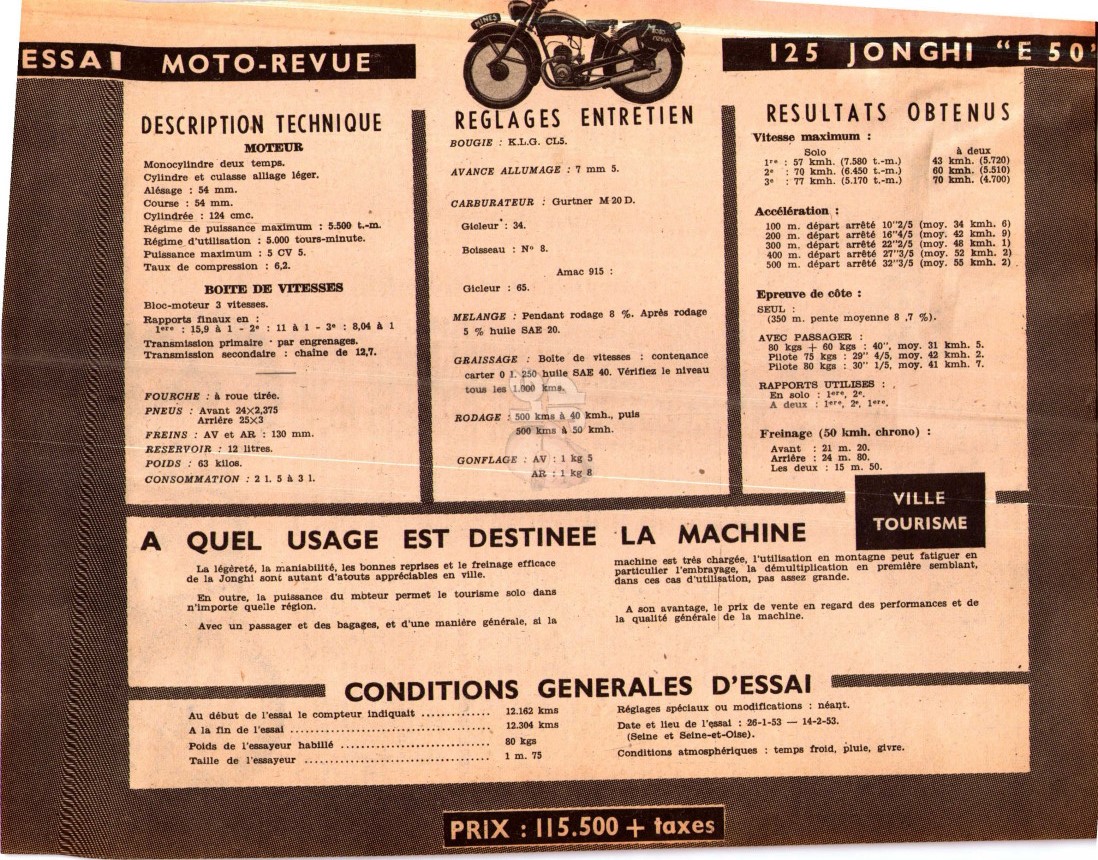 ESSAI MOTO-REVUE
MINES
MOTO
REVUE
125 JONGHI "E 50"
DESCRIPTION TECHNIQUE
MOTEUR
Monocylindre deux temps.
Cylindre et culasse alliage léger.
Alésage : 54 mm.
Course : 54 mm.
Cylindrée : 124 cmc.
Régime de puissance maximum : 5.500 t.-m.
Régime d'utilisation : 5.000 tours-minute.
Puissance maximum : 5 CV 5.
Taux de compression : 6,2.
BOITE DE VITESSES
Bloc-moteur 3 vitesses.
Rapports finaux en :
1ere : 15,9 à 1 - 2e : 11 à 1 - 3e : 8,04 à 1
Transmission primaire par engrenages.
Transmission secondaire : chaîne de 12,7.
FOURCHE : à roue tirée.
PNEUS : Avant 24×2,375
Arrière 25×3
FREINS : AV et AR : 130 mm.
RESERVOIR : 12 litres.
POIDS : 63 kilos.
CONSOMMATION : 2 l. 5 à 3 l.
REGLAGES ENTRETIEN
BOUGIE : K.L.G. CL5.
AVANCE ALLUMAGE : 7 mm 5.
CARBURATEUR : Gurtner M 20 D.
Gicleur : 34.
Boisseau : N° 8.
Amac 915 :
Gicleur : 65.
MELANGE : Pendant rodage 8 %. Après rodage
5 % huile SAE 20.
GRAISSAGE : Boîte de vitesses : contenance
carter 0 l. 250 huile SAE 40. Vérifiez le niveau
tous les 1.000 kms.
RODAGE : 500 kms à 40 kmh., puis
500 kms à 50 kmh.
GONFLAGE : AV : 1 kg 5
AR : 1 kg 8
RESULTATS OBTENUS
Vitesse maximum :
Solo à deux
1re : 57 kmh. (7.580 t.-m.) 43 kmh. (5.720)
2e : 70 kmh. (6.450 t.-m.) 60 kmh. (5.510)
3e : 77 kmh. (5.170 t.-m.) 70 kmh. (4.700)
Accélération :
100 m. départ arrêté 10"2/5 (moy. 34 kmh. 6)
200 m. départ arrêté 16"4/5 (moy. 42 kmh. 9)
300 m. départ arrêté 22"2/5 (moy. 48 kmh. 1)
400 m. départ arrêté 27"3/5 (moy. 52 kmh. 2)
500 m. départ arrêté 32"3/5 (moy. 55 kmh. 2)
Epreuve de côte :
SEUL :
(350 m. pente moyenne 8 ,7 %).
AVEC PASSAGER :
80 kgs + 60 kgs : 40", moy. 31 kmh. 5.
Pilote 75 kgs : 29" 4/5, moy. 42 kmh. 2.
Pilote 80 kgs : 30" 1/5, moy. 41 kmh. 7.
RAPPORTS UTILISES :
En solo : 1ere, 2e.
A deux : 1ere, 2e, 1ere.
Freinage (50 kmh. chrono) :
Avant : 21 m. 20.
Arrière : 24 m. 80.
Les deux : 15 m. 50.
VILLE
TOURISME
A QUEL USAGE EST DESTINEE LA MACHINE
La légèreté, la maniabilité, les bonnes reprises et le freinage efficace
de la Jonghi sont autant d'atouts appréciables en ville.
En outre, la puissance du moteur permet le tourisme solo dans
n'importe quelle région.
Avec un passager et des bagages, et d'une manière générale, si la
machine est très chargée, l'utilisation en montagne peut fatiguer en
particulier l'embrayage, la démultiplication en première semblant,
dans ces cas d'utilisation, pas assez grande.
A son avantage, le prix de vente en regard des performances et de
la qualité générale de la machine.
CONDITIONS GENERALES D'ESSAI
Au début de l'essai le compteur indiquait ............. 12.162 kms
A la fin de l'essai ............. 12.304 kms
Poids de l'essayeur habillé ............. 80 kgs
Taille de l'essayeur ............. 1 m. 75
Réglages spéciaux ou modifications : néant.
Date et lieu de l'essai : 26-1-53 — 14-2-53.
(Seine et Seine-et-Oise).
Conditions atmosphériques : temps froid, pluie, givre.
PRIX : 115.500 + taxes